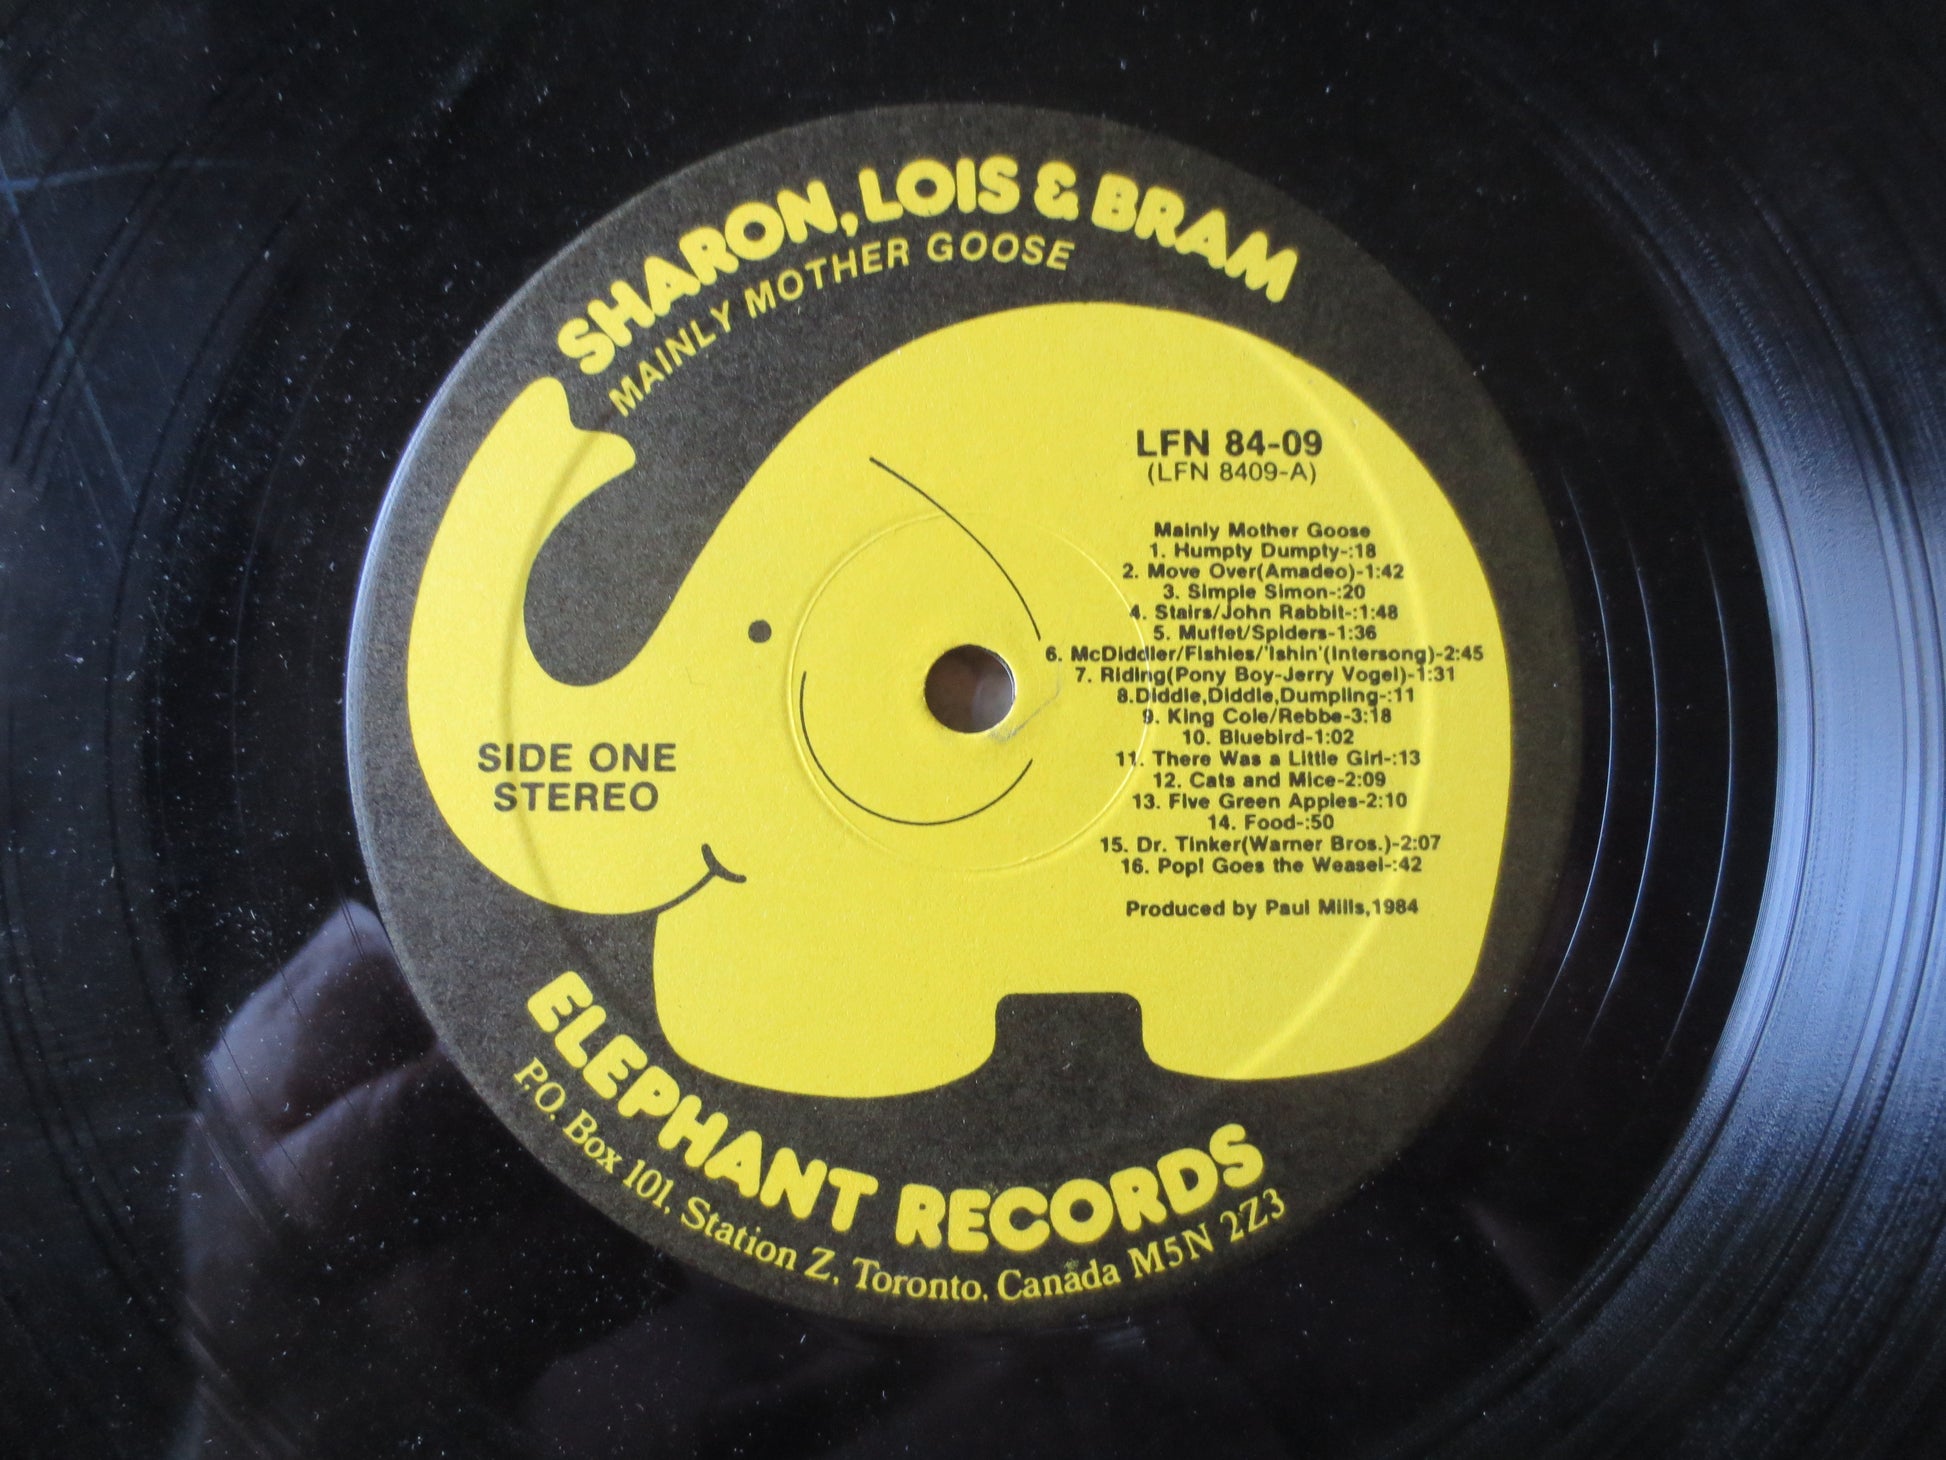 SHARON, LOIS & BRAM
MAINLY MOTHER GOOSE
LFN 84-09
(LFN 8409-A)
Mainly Mother Goose
1. Humpty Dumpty-:18
2. Move Over(Amadeo)-1:42
3. Simple Simon-:20
4. Stairs/John Rabbit-:1:48
5. Muffet/Spiders-1:36
6. McDiddler/Fishies/'Ishin'(Intersong)-2:45
7. Riding(Pony Boy-Jerry Vogel)-1:31
8.Diddle,Diddle,Dumpling-:11
9. King Cole/Rebbe-3:18
10. Bluebird-1:02
11. There Was a Little Girl-:13
12. Cats and Mice-2:09
13. Five Green Apples-2:10
14. Food-:50
15. Dr. Tinker(Warner Bros.)-2:07
16. Pop! Goes the Weasel-:42
Produced by Paul Mills,1984
SIDE ONE
STEREO
ELEPHANT RECORDS
P.O. Box 101, Station Z, Toronto, Canada M5N 2Z3